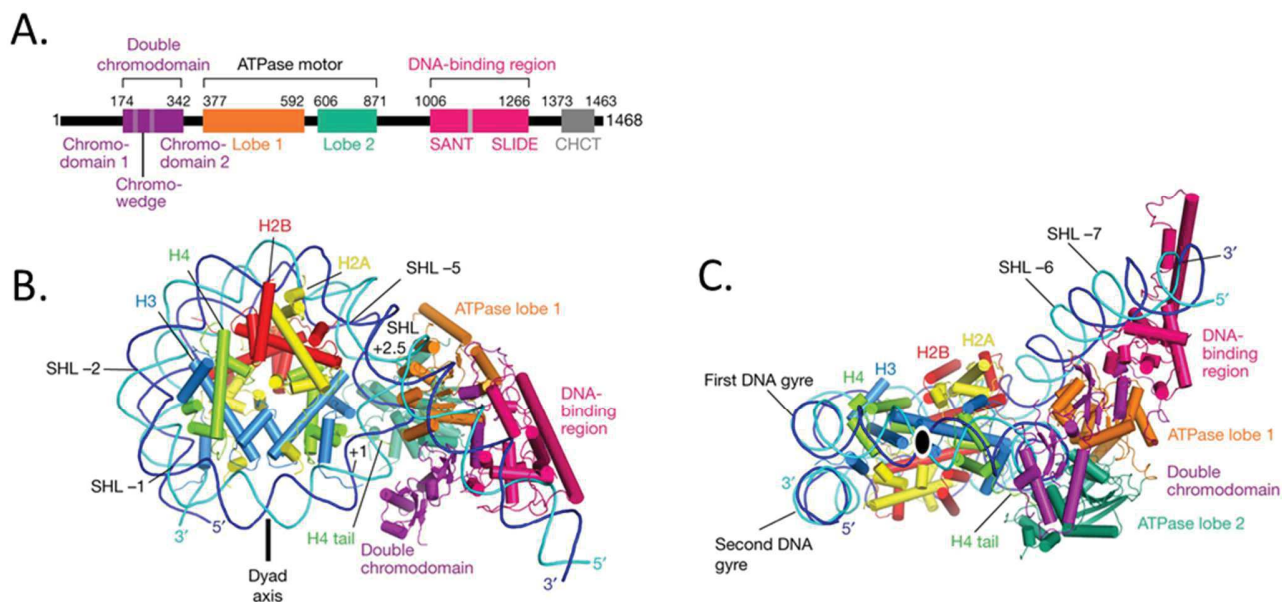 A.
Double
chromodomain
ATPase motor
DNA-binding region
174 342 377 592 606 871 1006 1266 1373 1463
1 1468
Chromo-
domain 1
Chromo-
domain 2
Lobe 1
Lobe 2
SANT
SLIDE
CHCT
Chromo-
wedge
B.
H2B
H4
H2A
SHL –5
H3
ATPase lobe 1
SHL
+2.5
SHL –2
DNA-
binding
region
SHL –1
+1
3′
5′
H4 tail
Double
chromodomain
Dyad
axis
5′
3′
C.
SHL –7
3′
SHL –6
5′
DNA-
binding
region
H2A
H2B
H3
H4
First DNA gyre
ATPase lobe 1
3′
5′
Double
chromodomain
ATPase lobe 2
H4 tail
Second DNA
gyre